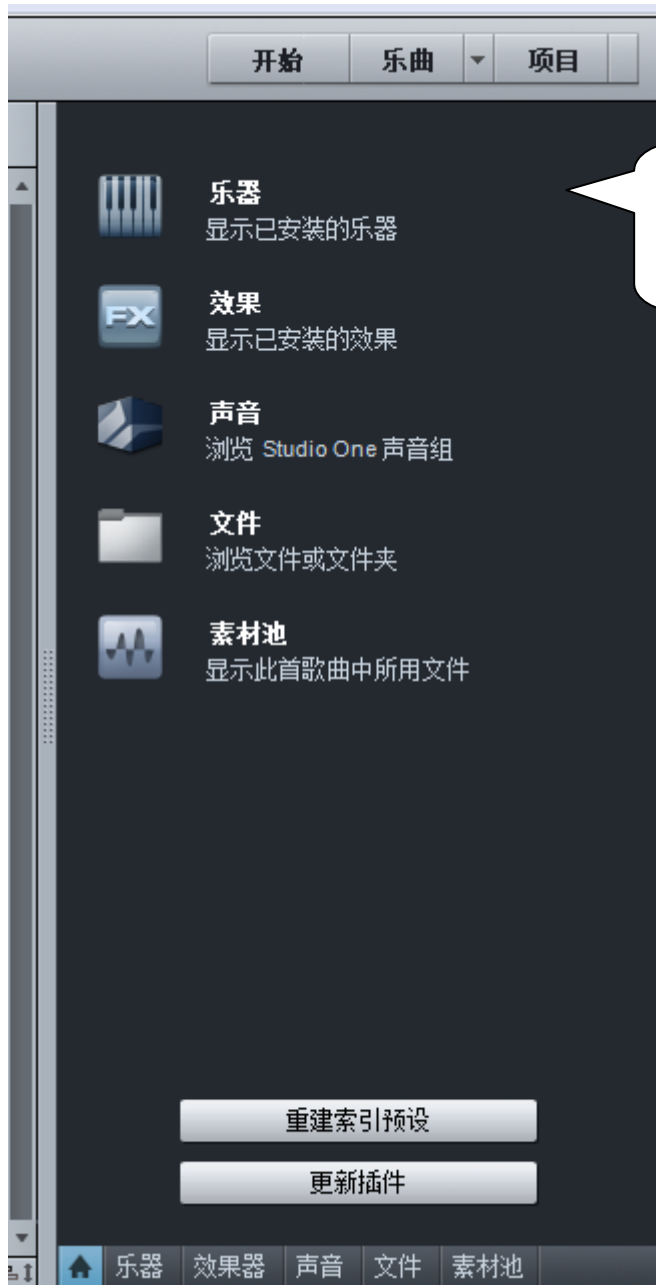 开始 乐曲 项目
乐器
显示已安装的乐器
FX
效果
显示已安装的效果
声音
浏览 Studio One 声音组
文件
浏览文件或文件夹
素材池
显示此首歌曲中所用文件
重建索引预设
更新插件
乐器 效果器 声音 文件 素材池